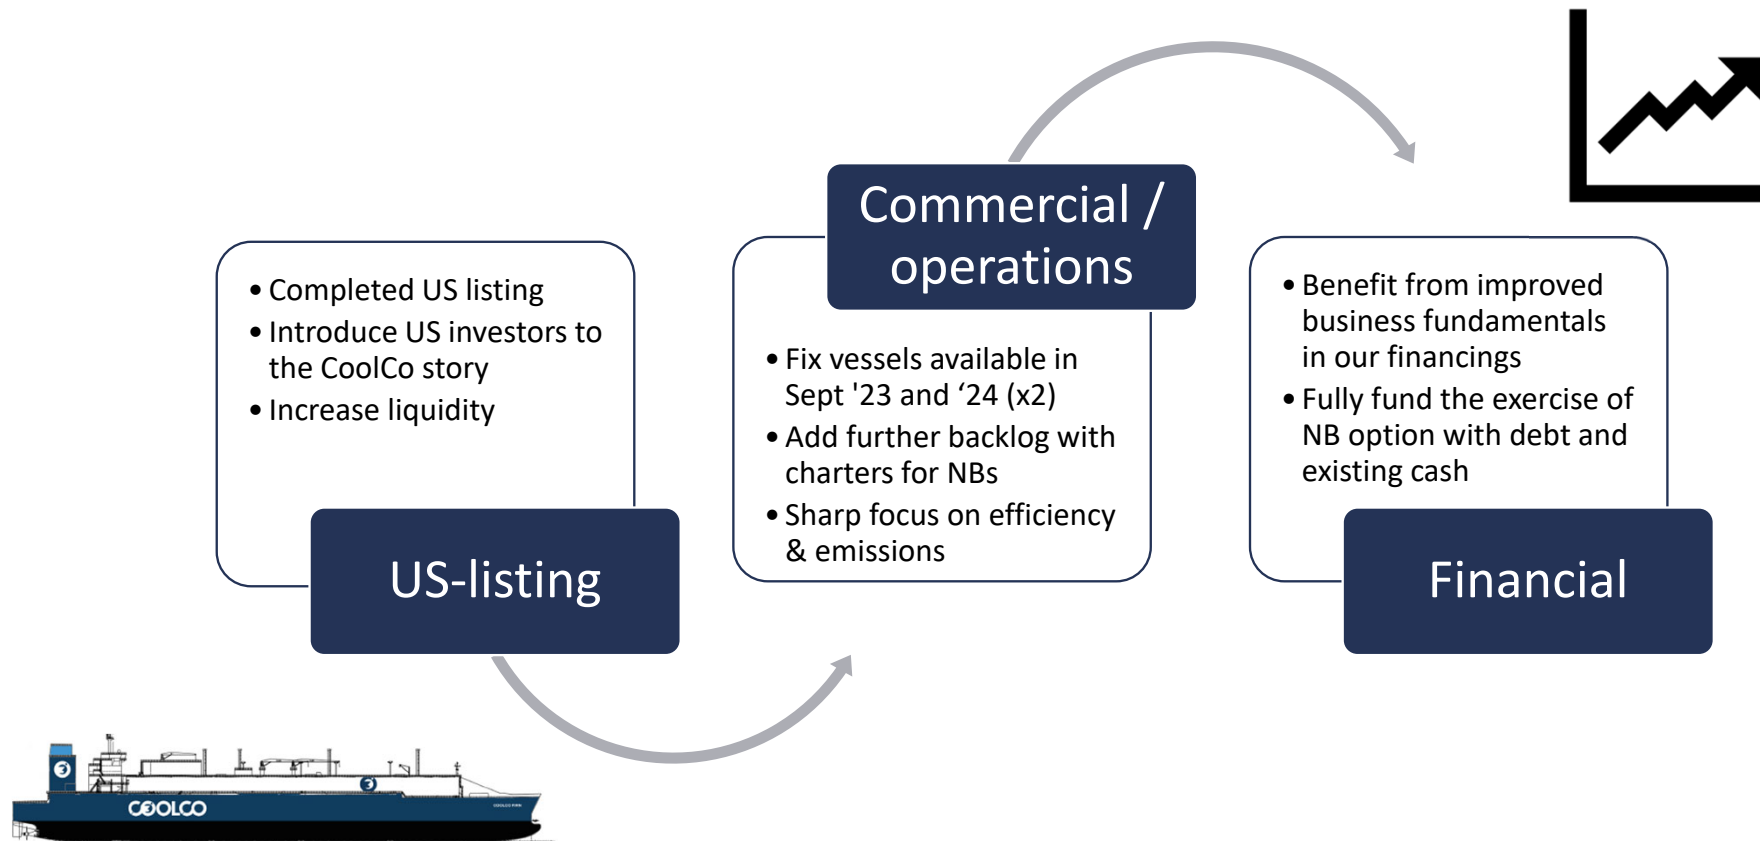 • Completed US listing
• Introduce US investors to
the CoolCo story
• Increase liquidity
US-listing
Commercial /
operations
• Fix vessels available in
Sept '23 and ‘24 (x2)
• Add further backlog with
charters for NBs
• Sharp focus on efficiency
& emissions
• Benefit from improved
business fundamentals
in our financings
• Fully fund the exercise of
NB option with debt and
existing cash
Financial
COOLCO